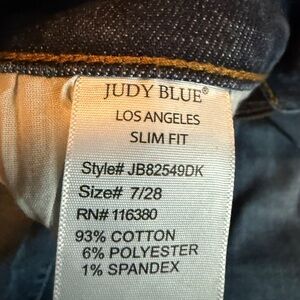 JUDY BLUE®
LOS ANGELES
SLIM FIT
Style# JB82549DK
Size# 7/28
RN# 116380
93% COTTON
6% POLYESTER
1% SPANDEX